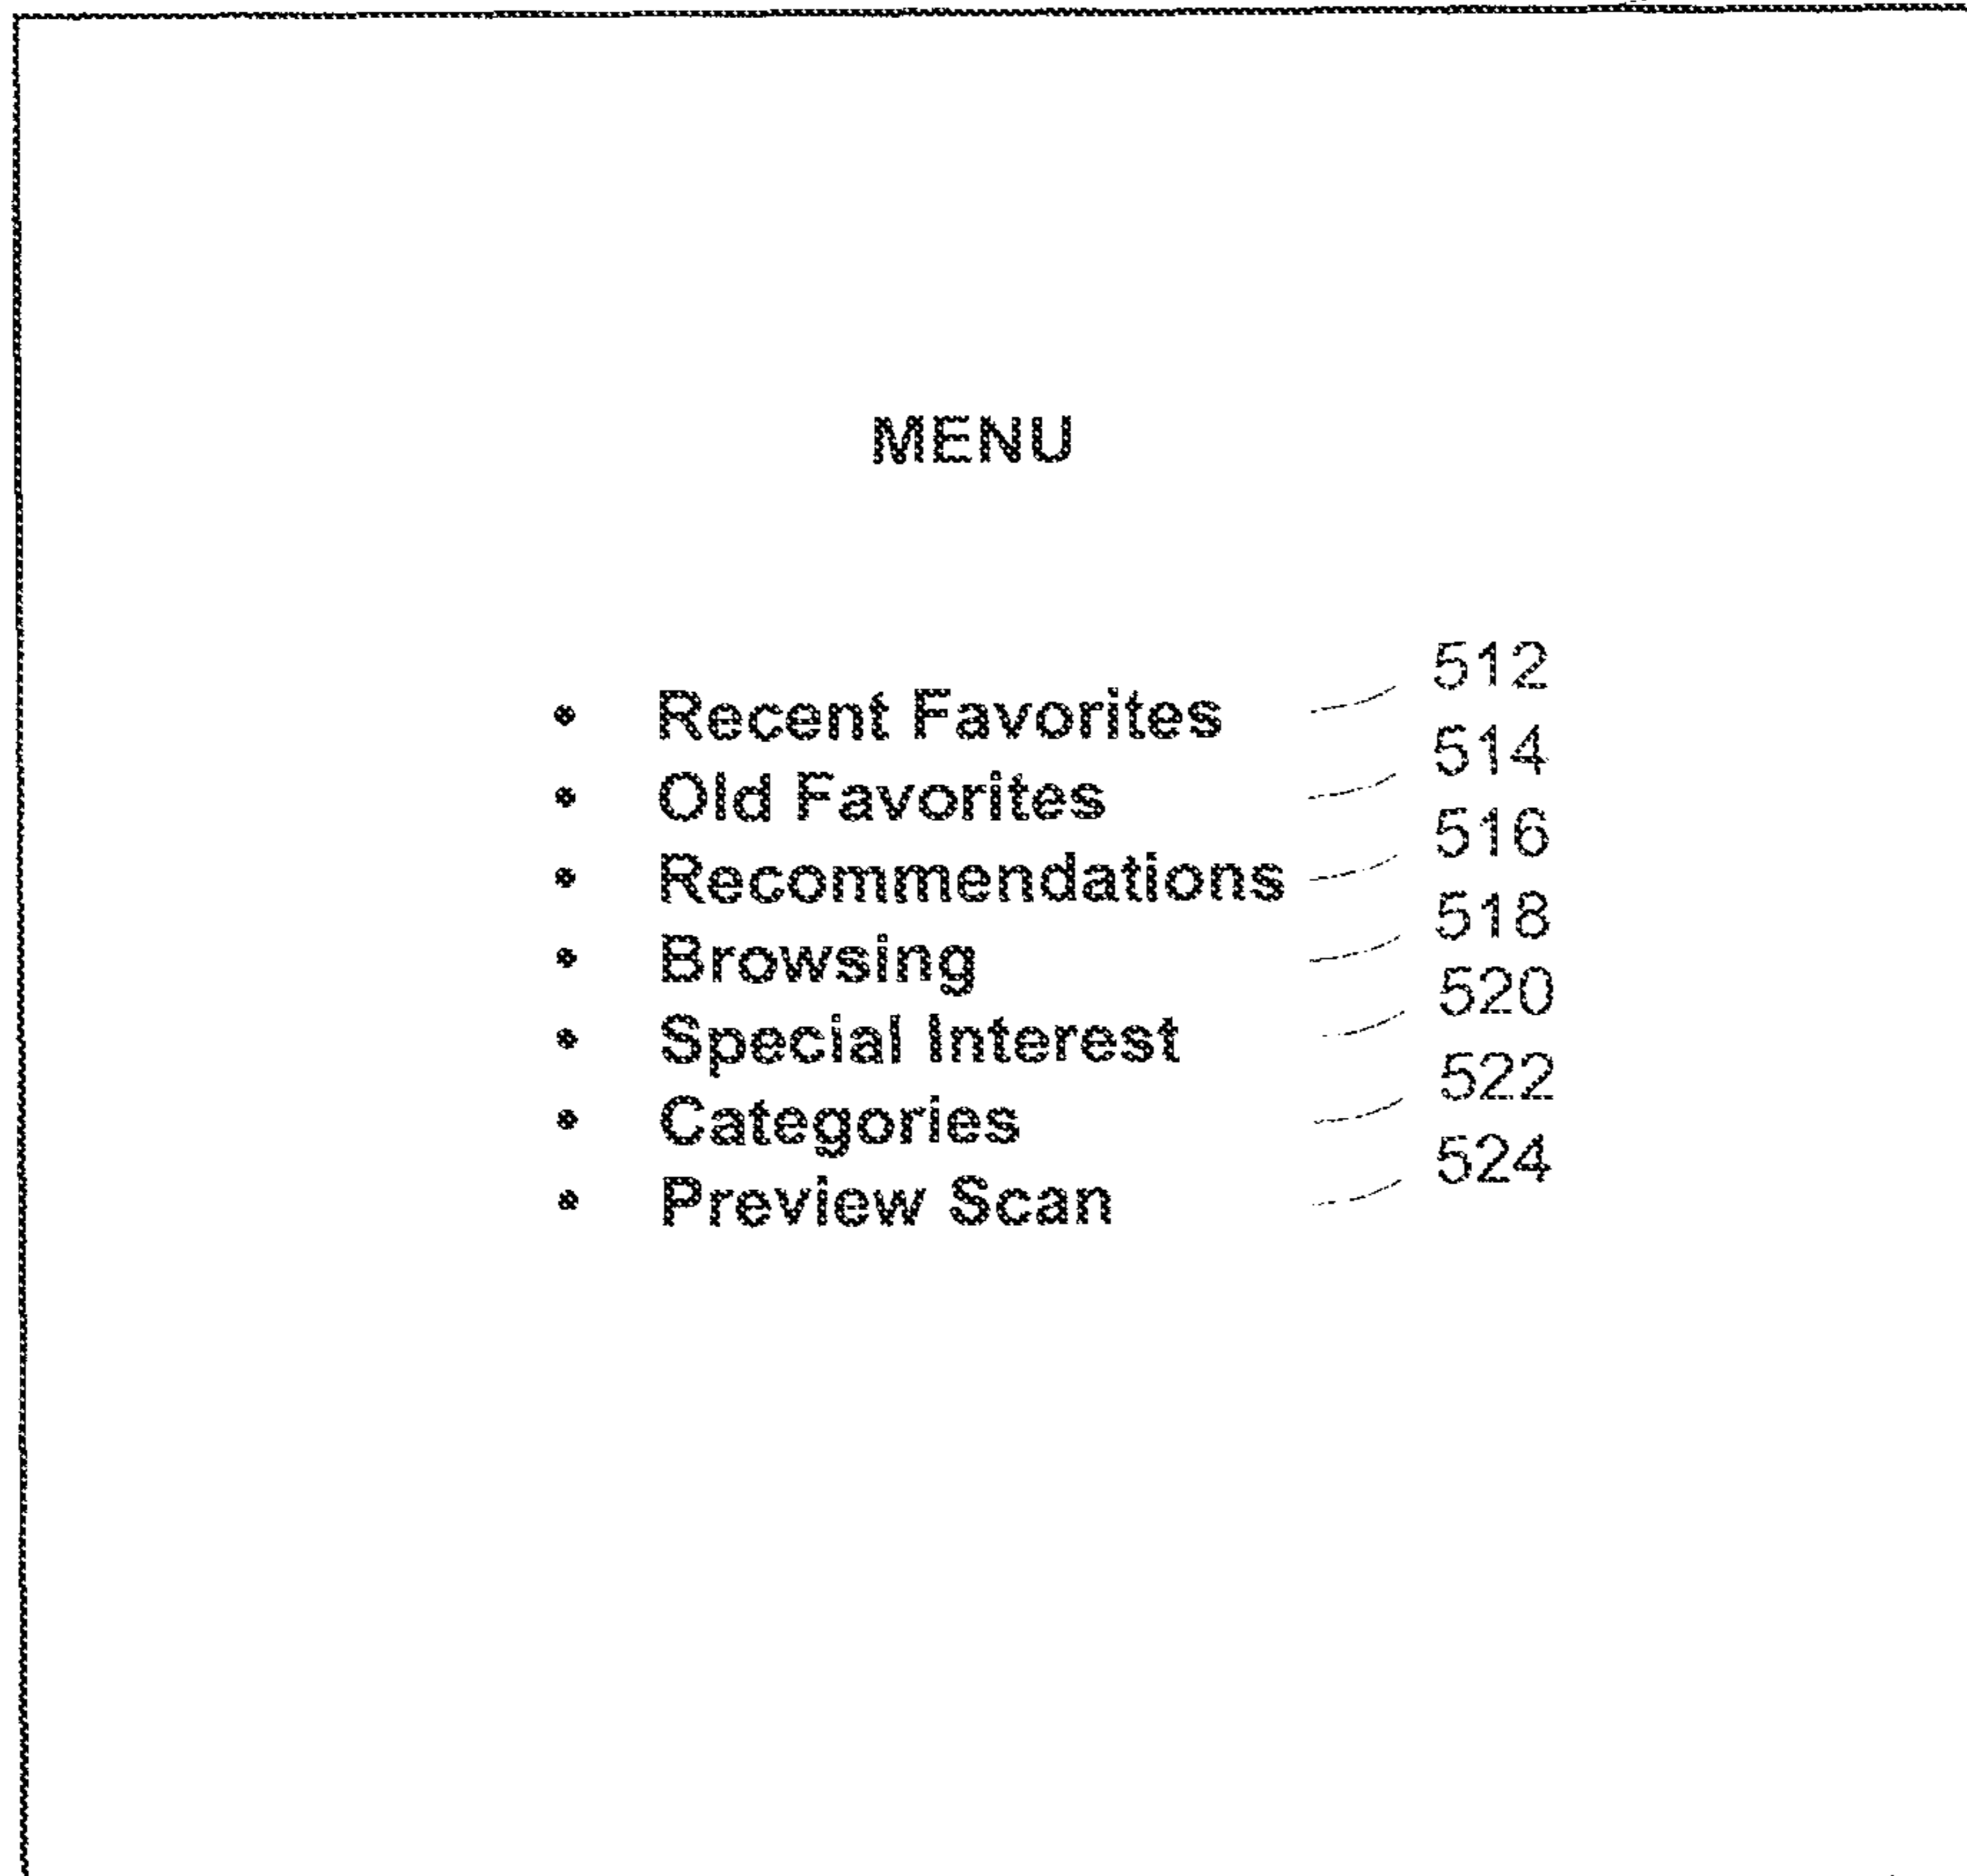 MENU
• Recent Favorites 512
• Old Favorites 514
• Recommendations 516
• Browsing 518
• Special Interest 520
• Categories 522
• Preview Scan 524